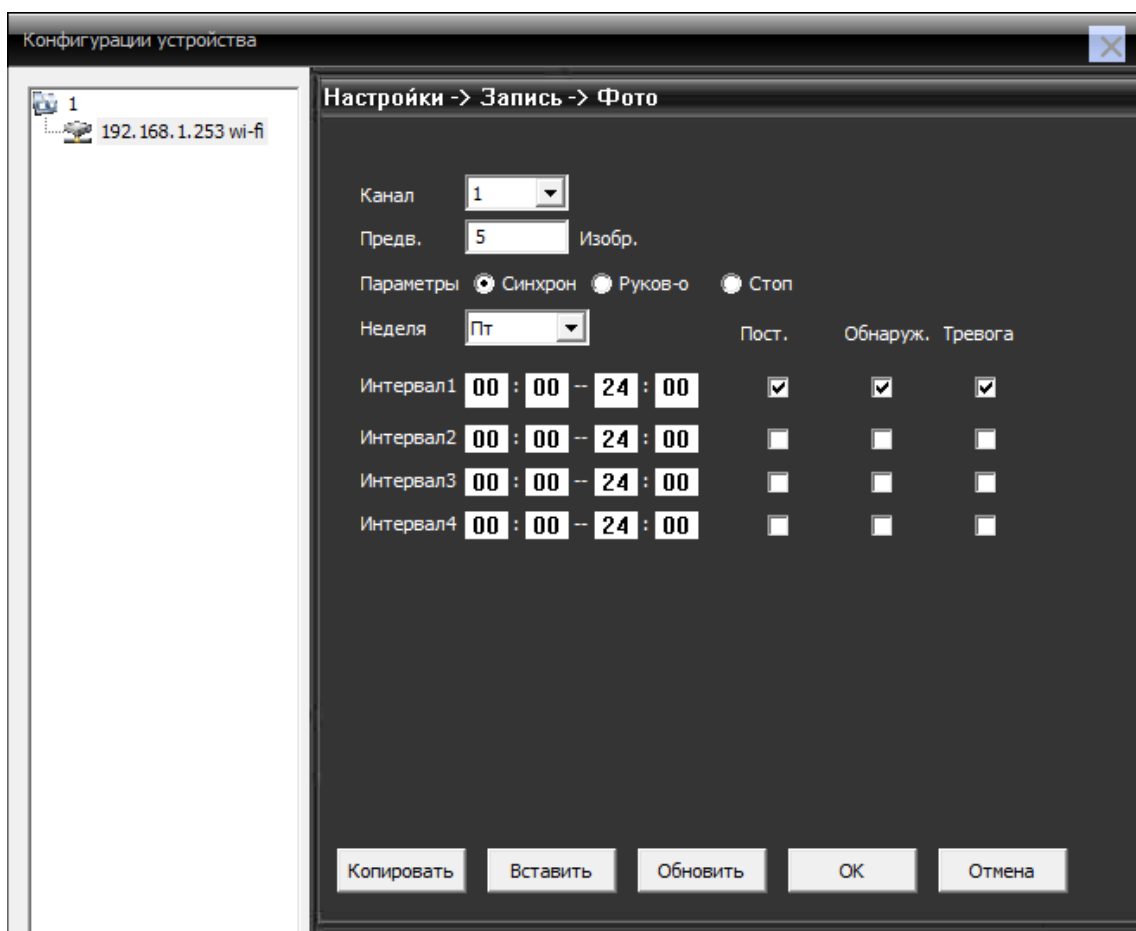 Конфигурации устройства
1
192.168.1.253 wi-fi
Настройки -> Запись -> Фото
Канал 1
Предв. 5 Изобр.
Параметры Синхрон Руков-о Стоп
Неделя Пт Пост. Обнаруж. Тревога
Интервал1 00 : 00 -- 24 : 00
Интервал2 00 : 00 -- 24 : 00
Интервал3 00 : 00 -- 24 : 00
Интервал4 00 : 00 -- 24 : 00
Копировать Вставить Обновить OK Отмена